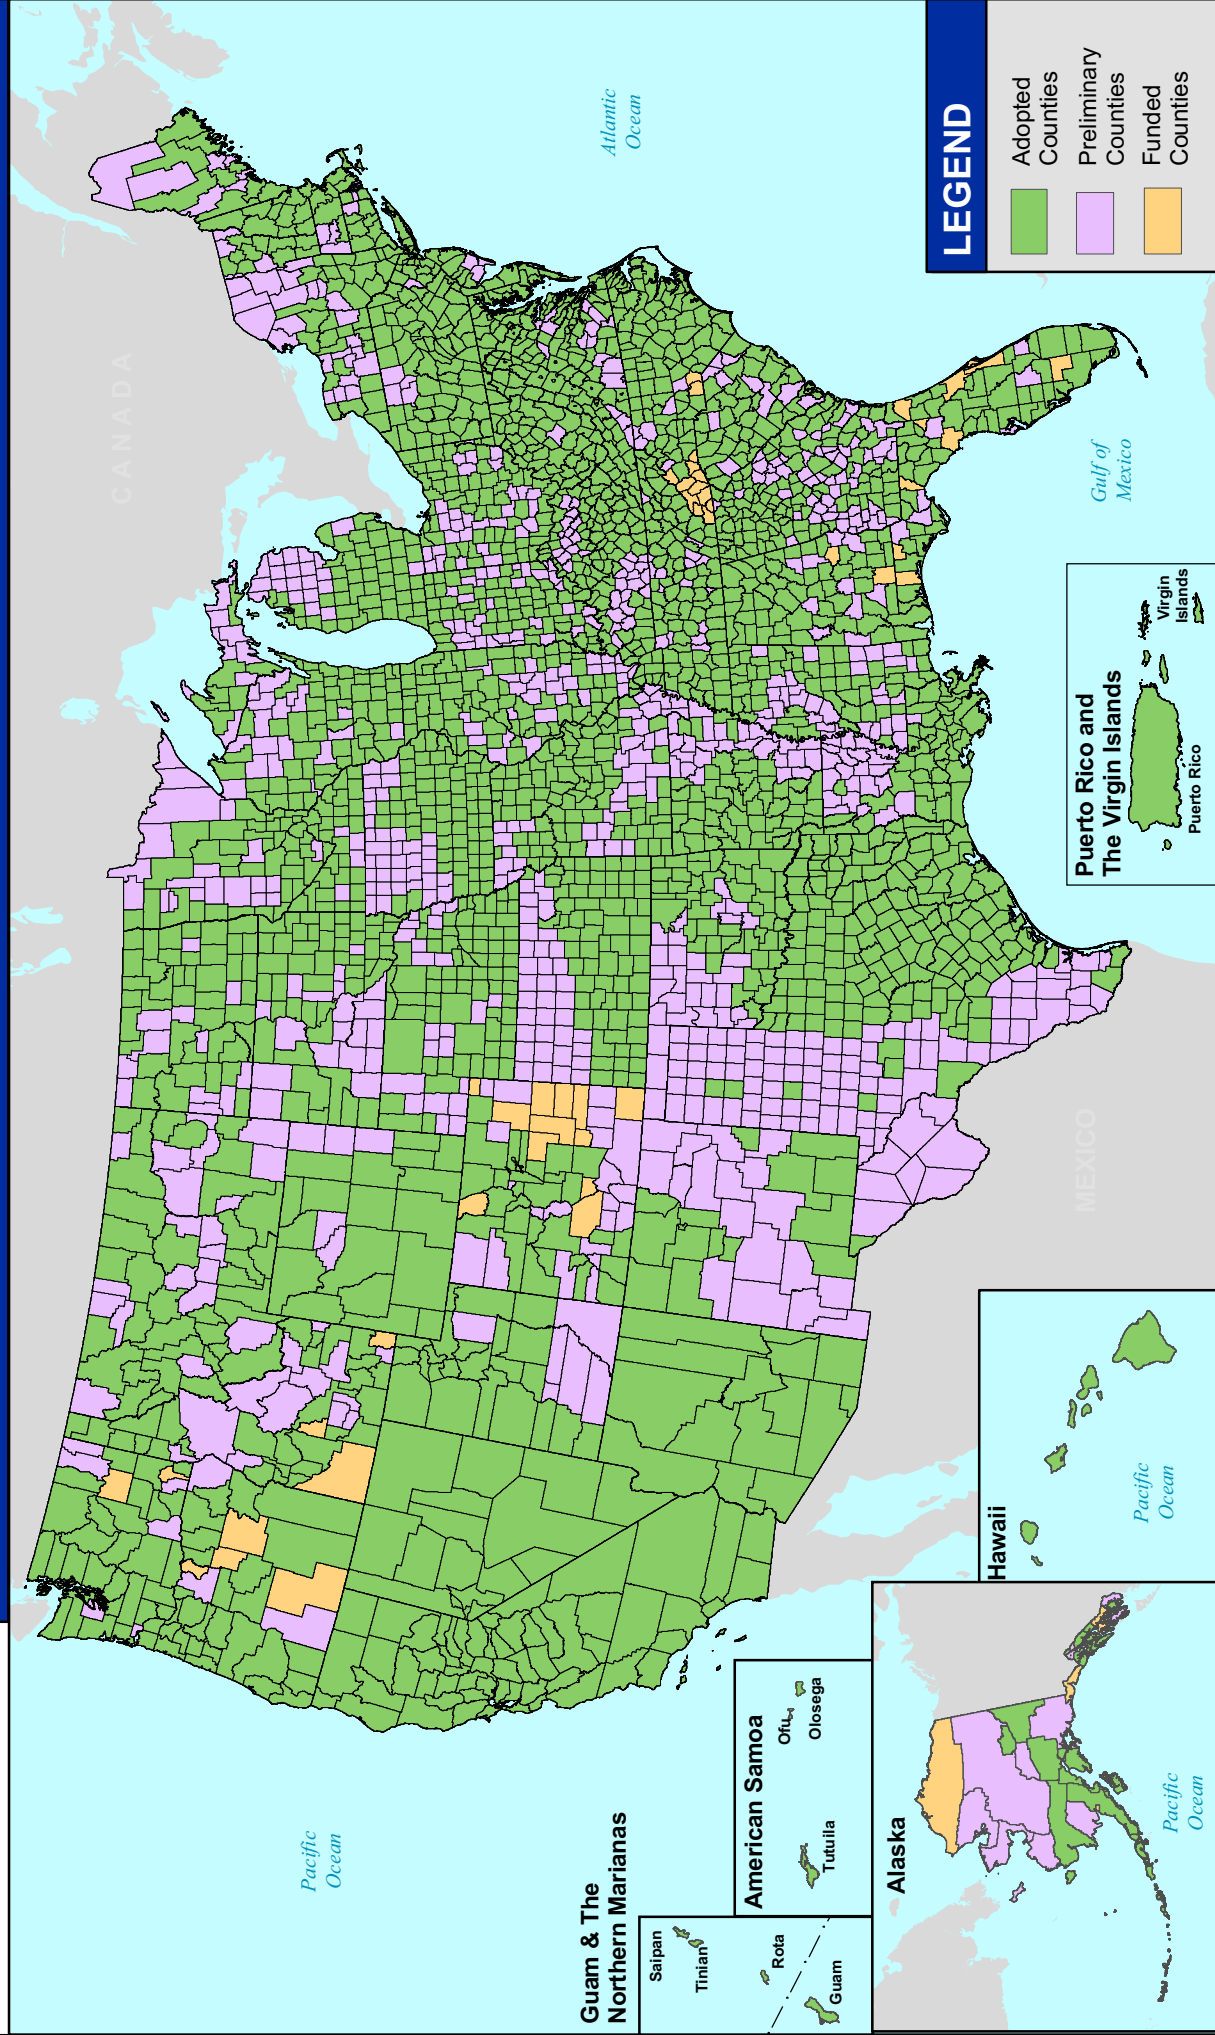 CANADA
Atlantic
Ocean
Pacific
Ocean
Gulf of
Mexico
MEXICO
LEGEND
Adopted
Counties
Preliminary
Counties
Funded
Counties
Puerto Rico and
The Virgin Islands
Virgin
Islands
Puerto Rico
Hawaii
Pacific
Ocean
Alaska
Pacific
Ocean
American Samoa
Ofu
Olosega
Tutuila
Guam & The
Northern Marianas
Saipan
Tinian
Rota
Guam